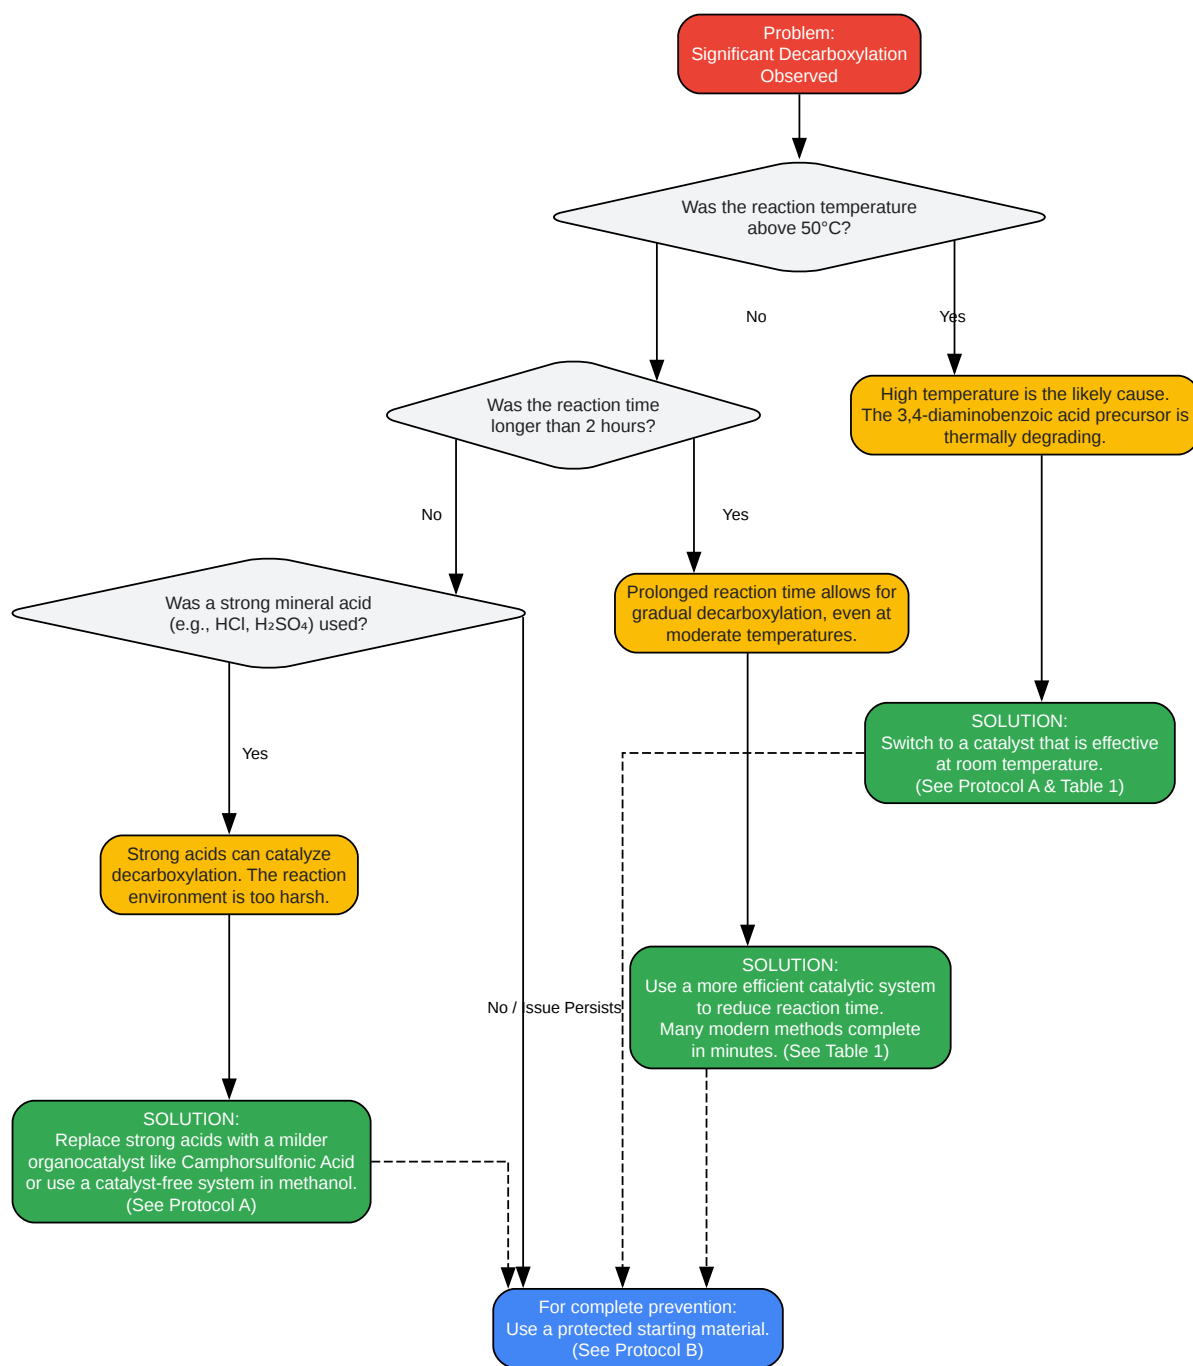 Problem:
Significant Decarboxylation
Observed
Was the reaction temperature
above 50°C?
No
Yes
Was the reaction time
longer than 2 hours?
High temperature is the likely cause.
The 3,4-diaminobenzoic acid precursor is
thermally degrading.
No
Yes
Was a strong mineral acid
(e.g., HCl, H₂SO₄) used?
Prolonged reaction time allows for
gradual decarboxylation, even at
moderate temperatures.
SOLUTION:
Switch to a catalyst that is effective
at room temperature.
(See Protocol A & Table 1)
Yes
Strong acids can catalyze
decarboxylation. The reaction
environment is too harsh.
SOLUTION:
Use a more efficient catalytic system
to reduce reaction time.
Many modern methods complete
in minutes. (See Table 1)
No / Issue Persists
SOLUTION:
Replace strong acids with a milder
organocatalyst like Camphorsulfonic Acid
or use a catalyst-free system in methanol.
(See Protocol A)
For complete prevention:
Use a protected starting material.
(See Protocol B)